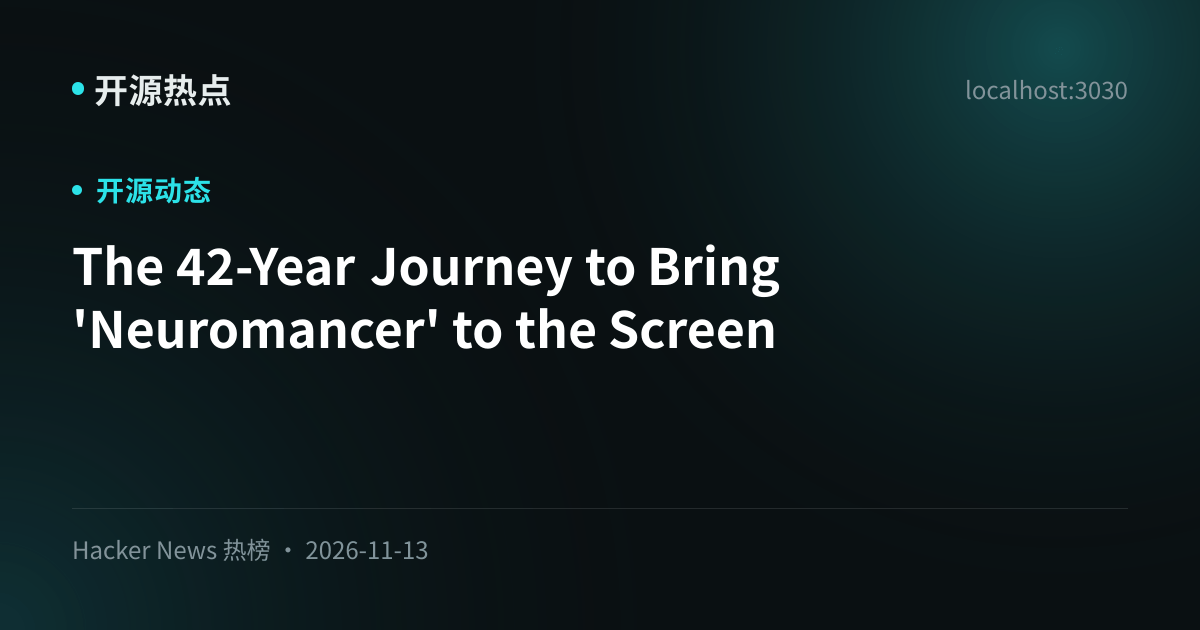 开源热点
localhost:3030
开源动态
The 42-Year Journey to Bring
'Neuromancer' to the Screen
Hacker News 热榜 · 2026-11-13